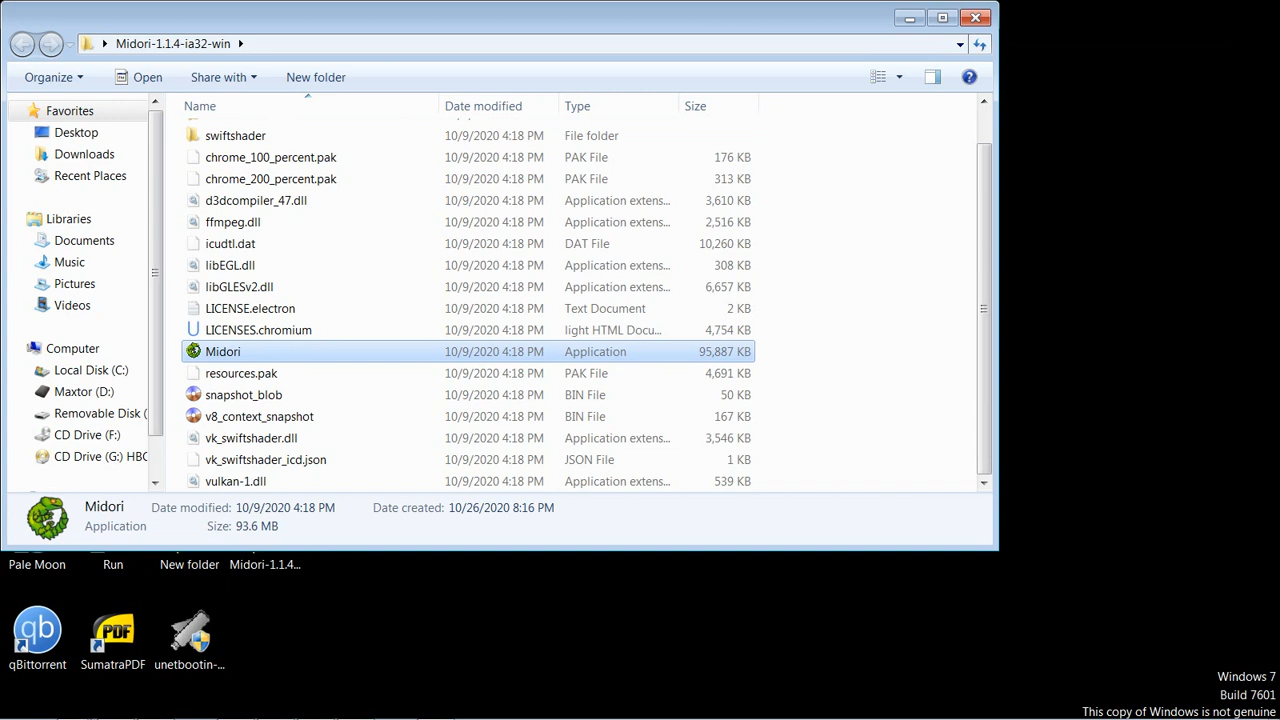 Midori-1.1.4-ia32-win
Organize Open Share with New folder
Name Date modified Type Size
Favorites
Desktop
Downloads
Recent Places
Libraries
Documents
Music
Pictures
Videos
Computer
Local Disk (C:)
Maxtor (D:)
Removable Disk (
CD Drive (F:)
CD Drive (G:) HBC
swiftshader 10/9/2020 4:18 PM File folder
chrome_100_percent.pak 10/9/2020 4:18 PM PAK File 176 KB
chrome_200_percent.pak 10/9/2020 4:18 PM PAK File 313 KB
d3dcompiler_47.dll 10/9/2020 4:18 PM Application extens... 3,610 KB
ffmpeg.dll 10/9/2020 4:18 PM Application extens... 2,516 KB
icudtl.dat 10/9/2020 4:18 PM DAT File 10,260 KB
libEGL.dll 10/9/2020 4:18 PM Application extens... 308 KB
libGLESv2.dll 10/9/2020 4:18 PM Application extens... 6,657 KB
LICENSE.electron 10/9/2020 4:18 PM Text Document 2 KB
LICENSES.chromium 10/9/2020 4:18 PM light HTML Docu... 4,754 KB
Midori 10/9/2020 4:18 PM Application 95,887 KB
resources.pak 10/9/2020 4:18 PM PAK File 4,691 KB
snapshot_blob 10/9/2020 4:18 PM BIN File 50 KB
v8_context_snapshot 10/9/2020 4:18 PM BIN File 167 KB
vk_swiftshader.dll 10/9/2020 4:18 PM Application extens... 3,546 KB
vk_swiftshader_icd.json 10/9/2020 4:18 PM JSON File 1 KB
vulkan-1.dll 10/9/2020 4:18 PM Application extens... 539 KB
Midori Date modified: 10/9/2020 4:18 PM Date created: 10/26/2020 8:16 PM
Application Size: 93.6 MB
Pale Moon Run New folder Midori-1.1.4...
qb PDF
qBittorrent SumatraPDF unetbootin-...
Windows 7
Build 7601
This copy of Windows is not genuine